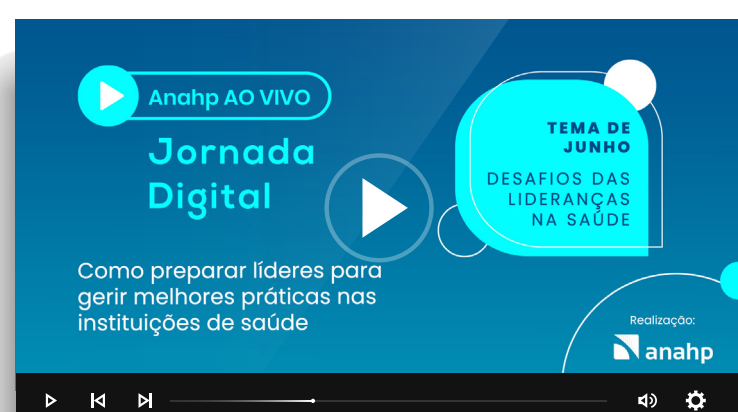 Anahp AO VIVO
Jornada
Digital
Como preparar líderes para
gerir melhores práticas nas
instituições de saúde
TEMA DE
JUNHO
DESAFIOS DAS
LIDERANÇAS
NA SAÚDE
Realização:
anahp